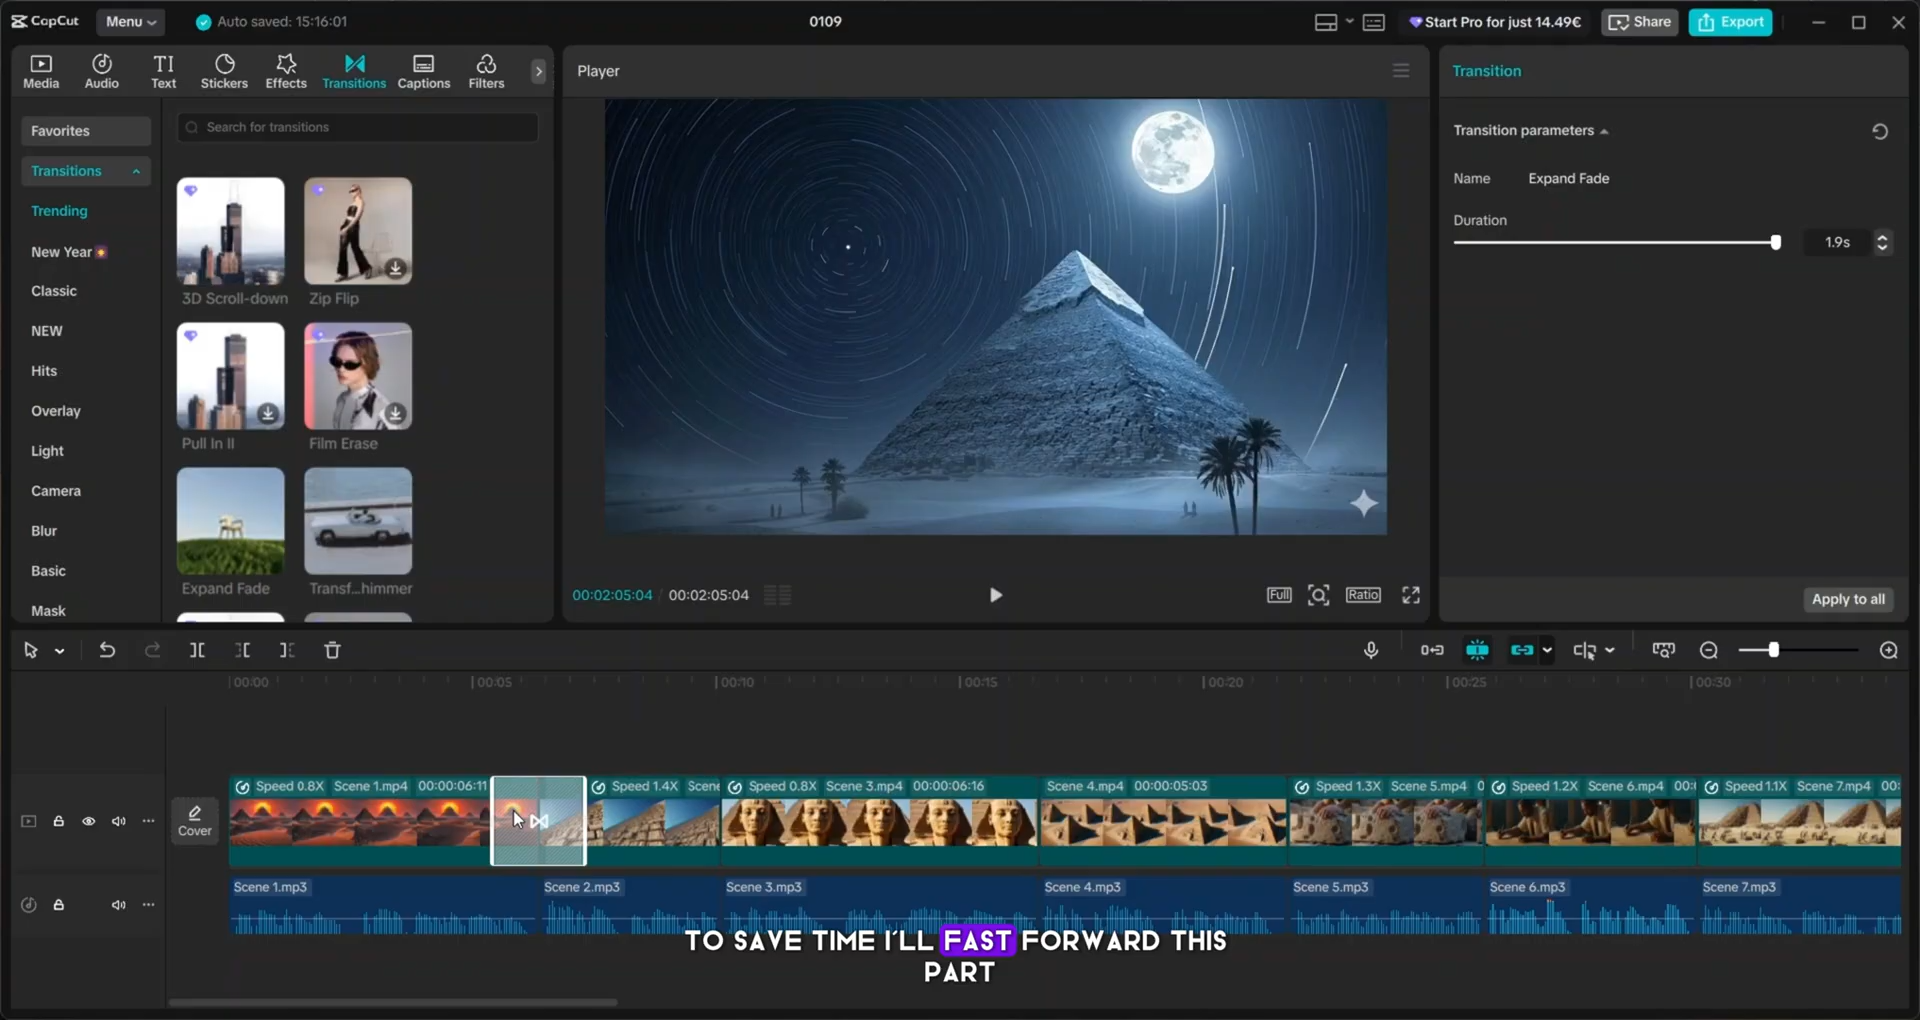 CapCut
Menu
Auto saved: 15:16:01
0109
Start Pro for just 14.49€
Share
Export
Media
Audio
TI
Text
Stickers
Effects
Transitions
Captions
Filters
Player
Transition
Favorites
Search for transitions
Transition parameters
Transitions
Name
Expand Fade
Trending
Duration
1.9s
New Year
Classic
NEW
Hits
Overlay
Light
Camera
Blur
Basic
Mask
3D Scroll-down
Zip Flip
Pull In II
Film Erase
Expand Fade
Transf...himmer
00:02:05:04 / 00:02:05:04
Full
Ratio
Apply to all
00:00
00:05
00:10
00:15
00:20
00:25
00:30
Cover
Speed 0.8X Scene 1.mp4 00:00:06:11
Speed 1.4X Scene
Speed 0.8X Scene 3.mp4 00:00:06:16
Scene 4.mp4 00:00:05:03
Speed 1.3X Scene 5.mp4 0
Speed 1.2X Scene 6.mp4 00:
Speed 1.1X Scene 7.mp4 00:
Scene 1.mp3
Scene 2.mp3
Scene 3.mp3
Scene 4.mp3
Scene 5.mp3
Scene 6.mp3
Scene 7.mp3
TO SAVE TIME I'LL FAST FORWARD THIS
PART